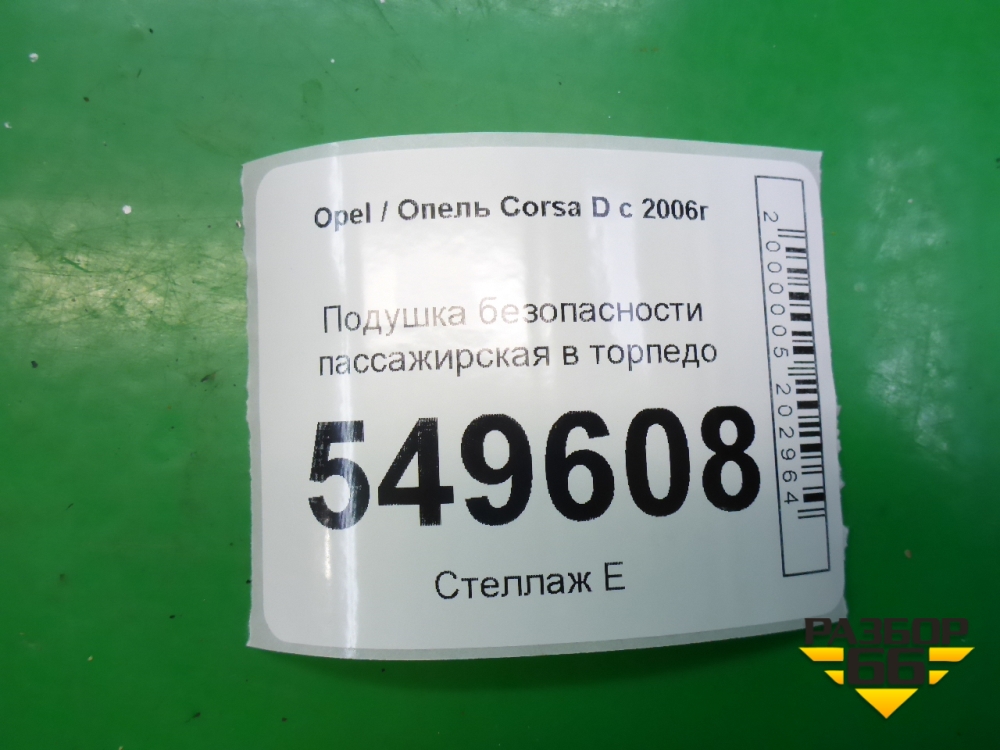 Opel / Опель Corsa D с 2006г
Подушка безопасности
пассажирская в торпедо
549608
Стеллаж Е
2000005202964
РАЗБОР
66